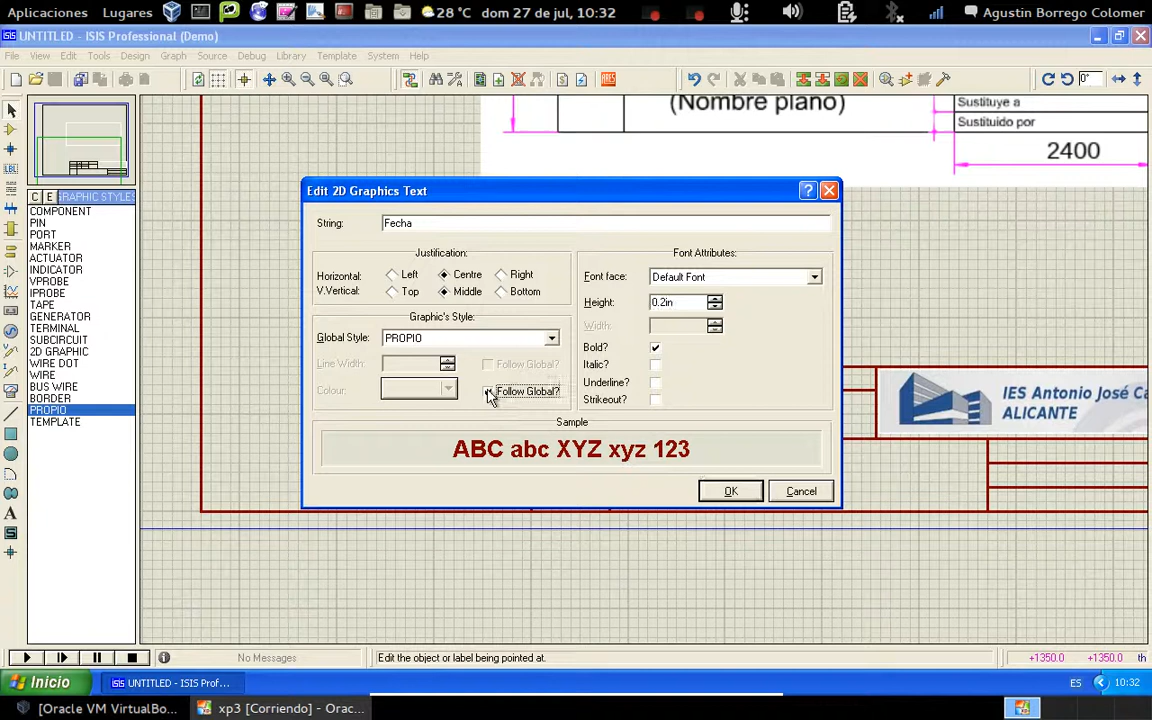 Aplicaciones Lugares 28 °C dom 27 de jul, 10:32 Agustin Borrego Colomer
ISIS UNTITLED - ISIS Professional (Demo)
File View Edit Tools Design Graph Source Debug Library Template System Help
LBL
C E GRAPHIC STYLES
COMPONENT
PIN
PORT
MARKER
ACTUATOR
INDICATOR
VPROBE
IPROBE
TAPE
GENERATOR
TERMINAL
SUBCIRCUIT
2D GRAPHIC
WIRE DOT
WIRE
BUS WIRE
BORDER
PROPIO
TEMPLATE
(Nombre plano)
Sustituye a
Sustituido por
2400
Edit 2D Graphics Text
String: Fecha
Justification:
Horizontal: Left Centre Right
V.Vertical: Top Middle Bottom
Graphic's Style:
Global Style: PROPIO
Line Width: Follow Global?
Colour: Follow Global?
Font Attributes:
Font face: Default Font
Height: 0.2in
Width:
Bold?
Italic?
Underline?
Strikeout?
Sample
ABC abc XYZ xyz 123
OK Cancel
IES Antonio José Ca
ALICANTE
No Messages Edit the object or label being pointed at. +1350.0 +1350.0 th
Inicio ISIS UNTITLED - ISIS Prof... ES 10:32
[Oracle VM VirtualBo... xp3 [Corriendo] - Orac...